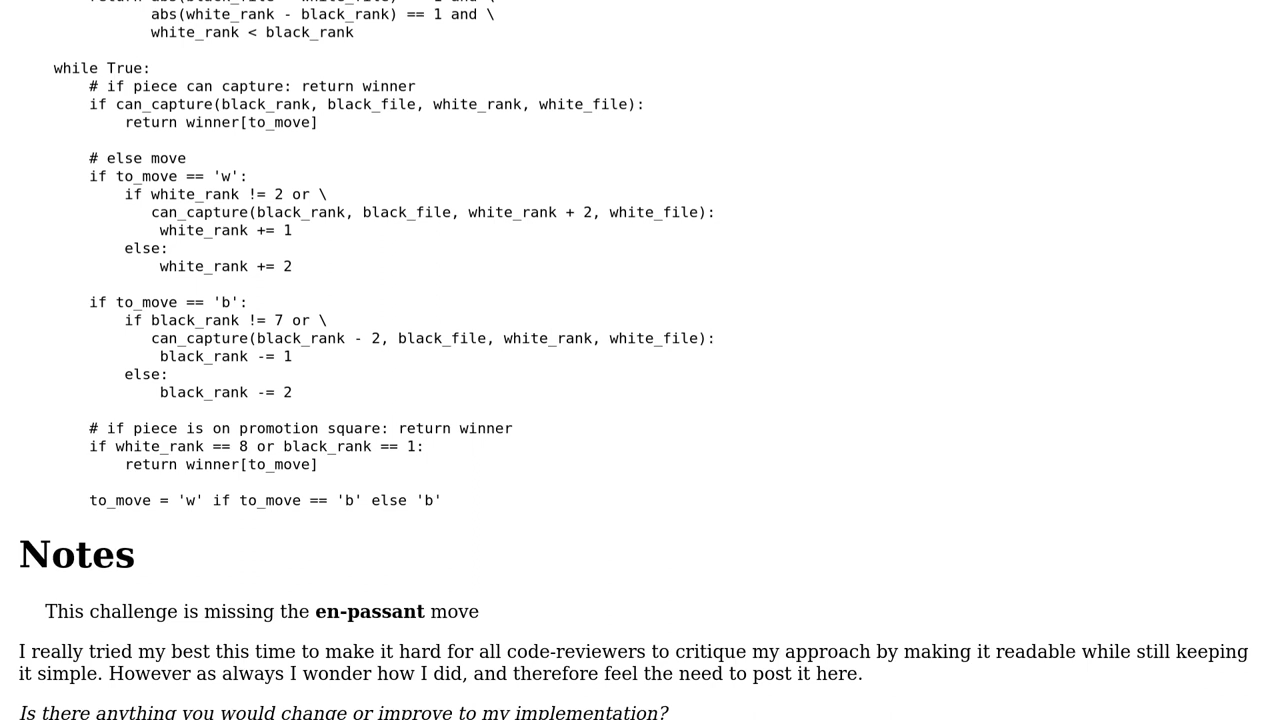 abs(white_rank - black_rank) == 1 and \
white_rank < black_rank
while True:
# if piece can capture: return winner
if can_capture(black_rank, black_file, white_rank, white_file):
return winner[to_move]
# else move
if to_move == 'w':
if white_rank != 2 or \
can_capture(black_rank, black_file, white_rank + 2, white_file):
white_rank += 1
else:
white_rank += 2
if to_move == 'b':
if black_rank != 7 or \
can_capture(black_rank - 2, black_file, white_rank, white_file):
black_rank -= 1
else:
black_rank -= 2
# if piece is on promotion square: return winner
if white_rank == 8 or black_rank == 1:
return winner[to_move]
to_move = 'w' if to_move == 'b' else 'b'
Notes
This challenge is missing the en-passant move
I really tried my best this time to make it hard for all code-reviewers to critique my approach by making it readable while still keeping
it simple. However as always I wonder how I did, and therefore feel the need to post it here.
Is there anything you would change or improve to my implementation?